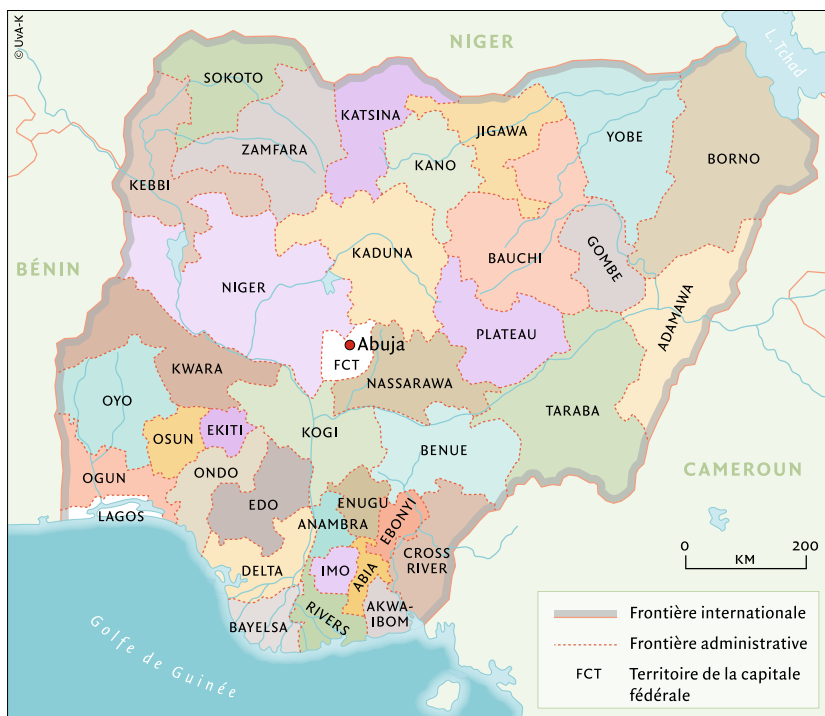 © UvA-K
NIGER
L. Tchad
SOKOTO
KATSINA
JIGAWA
YOBE
ZAMFARA
KANO
BORNO
KEBBI
BÉNIN
KADUNA
BAUCHI
GOMBE
NIGER
ADAMAWA
PLATEAU
Abuja
FCT
KWARA
NASSARAWA
OYO
TARABA
OSUN
EKITI
KOGI
BENUE
CAMEROUN
OGUN
ONDO
EDO
ENUGU
EBONYI
LAGOS
ANAMBRA
CROSS
RIVER
DELTA
IMO
ABIA
AKWA-
IBOM
BAYELSA
RIVERS
Golfe de Guinée
0
200
KM
Frontière internationale
Frontière administrative
FCT
Territoire de la capitale
fédérale